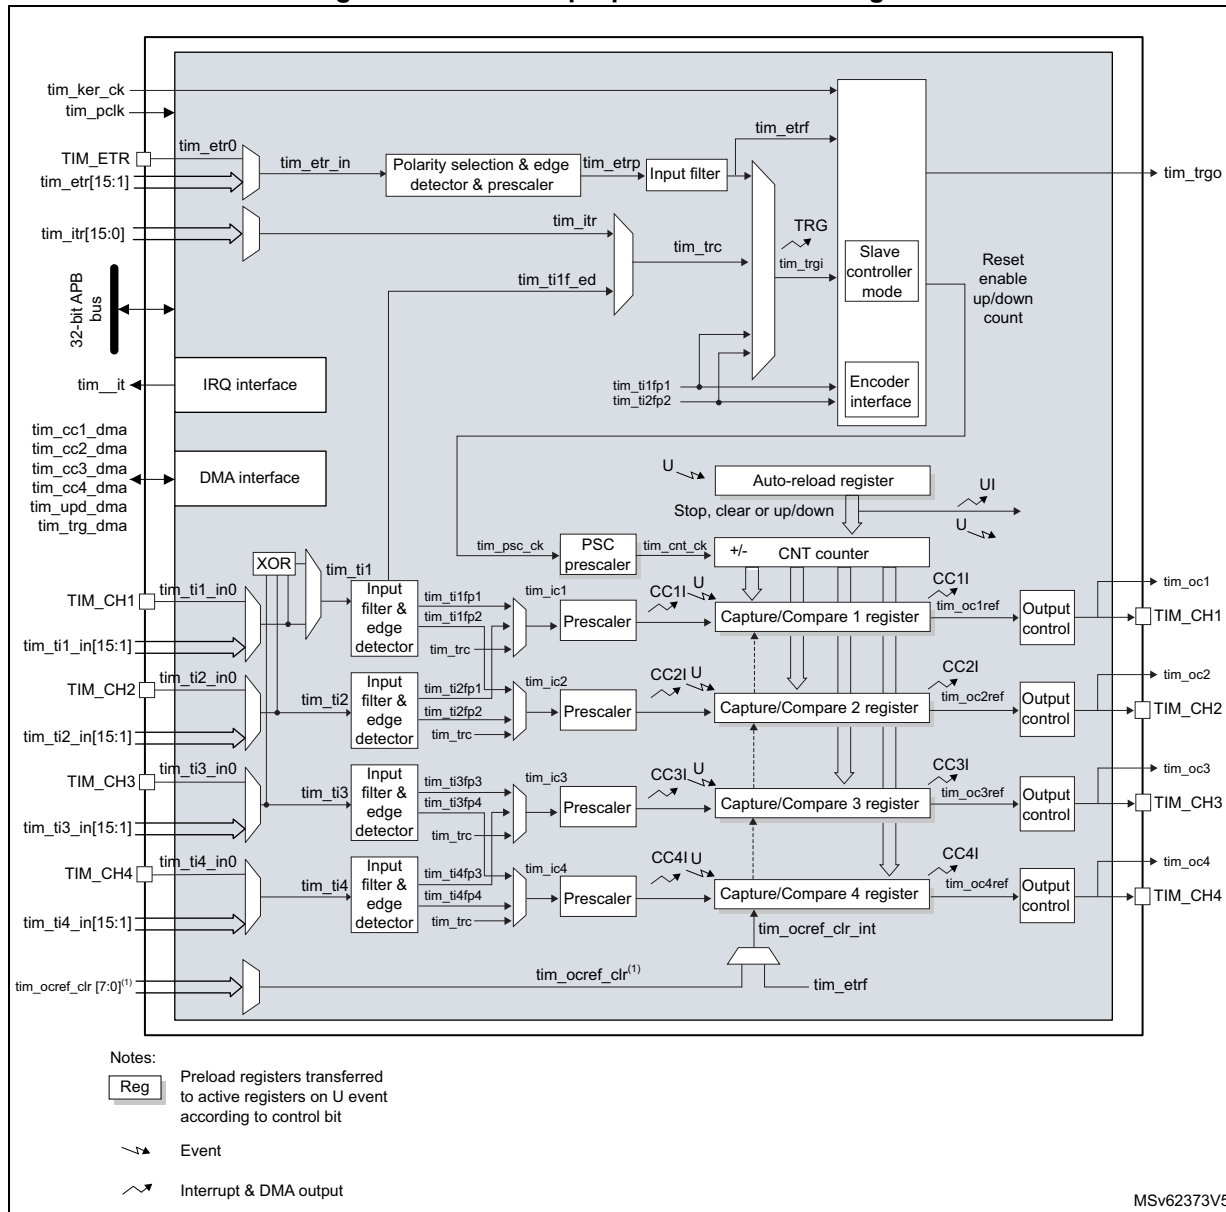 tim_ker_ck
tim_pclk
TIM_ETR
tim_etr0
tim_etr[15:1]
tim_etr_in
Polarity selection & edge
detector & prescaler
tim_etrp
Input filter
tim_etrf
tim_trgo
tim_itr[15:0]
tim_itr
tim_trc
tim_ti1f_ed
TRG
tim_trgi
Slave
controller
mode
Reset
enable
up/down
count
32-bit APB
bus
tim__it
IRQ interface
tim_ti1fp1
tim_ti2fp2
Encoder
interface
tim_cc1_dma
tim_cc2_dma
tim_cc3_dma
tim_cc4_dma
tim_upd_dma
tim_trg_dma
DMA interface
U
Auto-reload register
Stop, clear or up/down
UI
U
tim_psc_ck
PSC
prescaler
tim_cnt_ck
+/-
CNT counter
XOR
tim_ti1
TIM_CH1
tim_ti1_in0
tim_ti1_in[15:1]
Input
filter &
edge
detector
tim_ti1fp1
tim_ti1fp2
tim_trc
tim_ic1
Prescaler
CC1I
U
Capture/Compare 1 register
CC1I
tim_oc1ref
Output
control
tim_oc1
TIM_CH1
TIM_CH2
tim_ti2_in0
tim_ti2_in[15:1]
tim_ti2
Input
filter &
edge
detector
tim_ti2fp1
tim_ti2fp2
tim_trc
tim_ic2
Prescaler
CC2I
U
Capture/Compare 2 register
CC2I
tim_oc2ref
Output
control
tim_oc2
TIM_CH2
TIM_CH3
tim_ti3_in0
tim_ti3_in[15:1]
tim_ti3
Input
filter &
edge
detector
tim_ti3fp3
tim_ti3fp4
tim_trc
tim_ic3
Prescaler
CC3I
U
Capture/Compare 3 register
CC3I
tim_oc3ref
Output
control
tim_oc3
TIM_CH3
TIM_CH4
tim_ti4_in0
tim_ti4_in[15:1]
tim_ti4
Input
filter &
edge
detector
tim_ti4fp3
tim_ti4fp4
tim_trc
tim_ic4
Prescaler
CC4I
U
Capture/Compare 4 register
CC4I
tim_oc4ref
Output
control
tim_oc4
TIM_CH4
tim_ocref_clr_int
tim_ocref_clr [7:0](1)
tim_ocref_clr(1)
tim_etrf
Notes:
Reg
Preload registers transferred
to active registers on U event
according to control bit
Event
Interrupt & DMA output
MSv62373V5